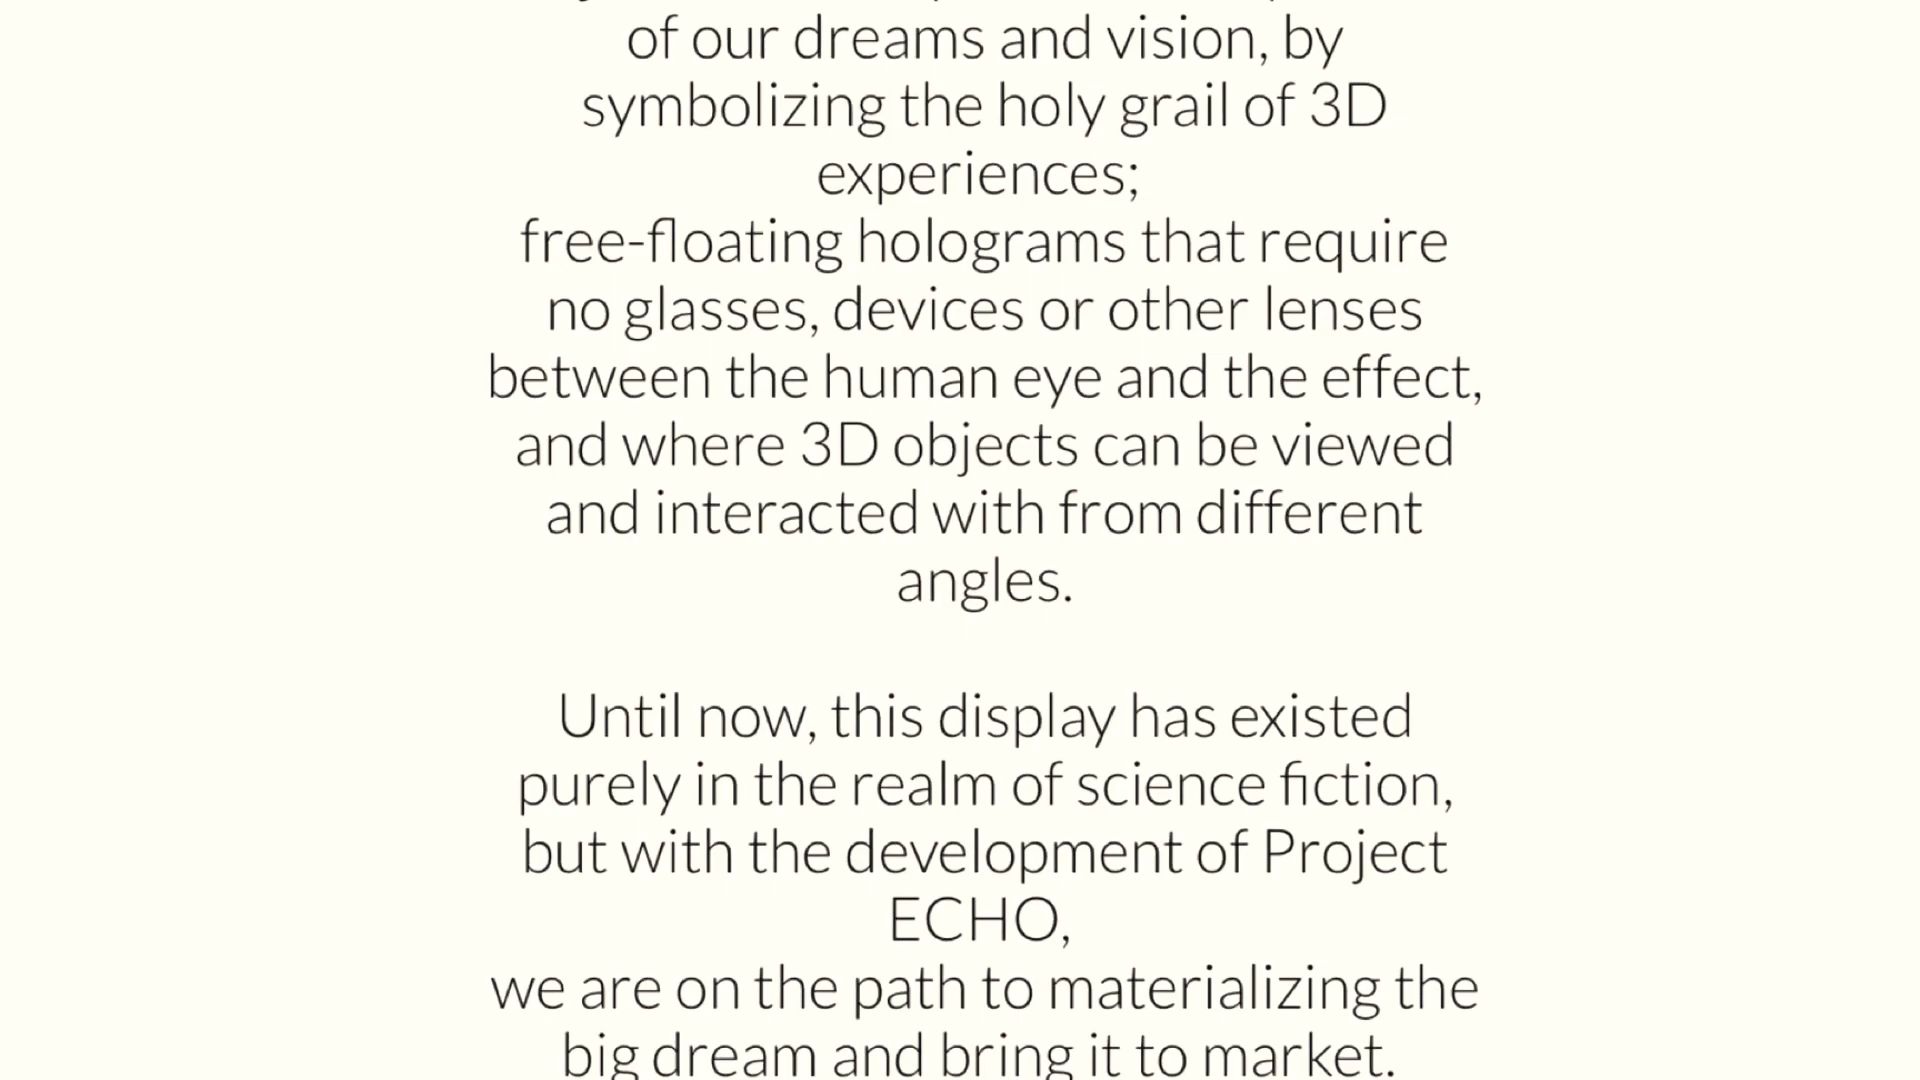 of our dreams and vision, by
symbolizing the holy grail of 3D
experiences;
free-floating holograms that require
no glasses, devices or other lenses
between the human eye and the effect,
and where 3D objects can be viewed
and interacted with from different
angles.
Until now, this display has existed
purely in the realm of science fiction,
but with the development of Project
ECHO,
we are on the path to materializing the
big dream and bring it to market.